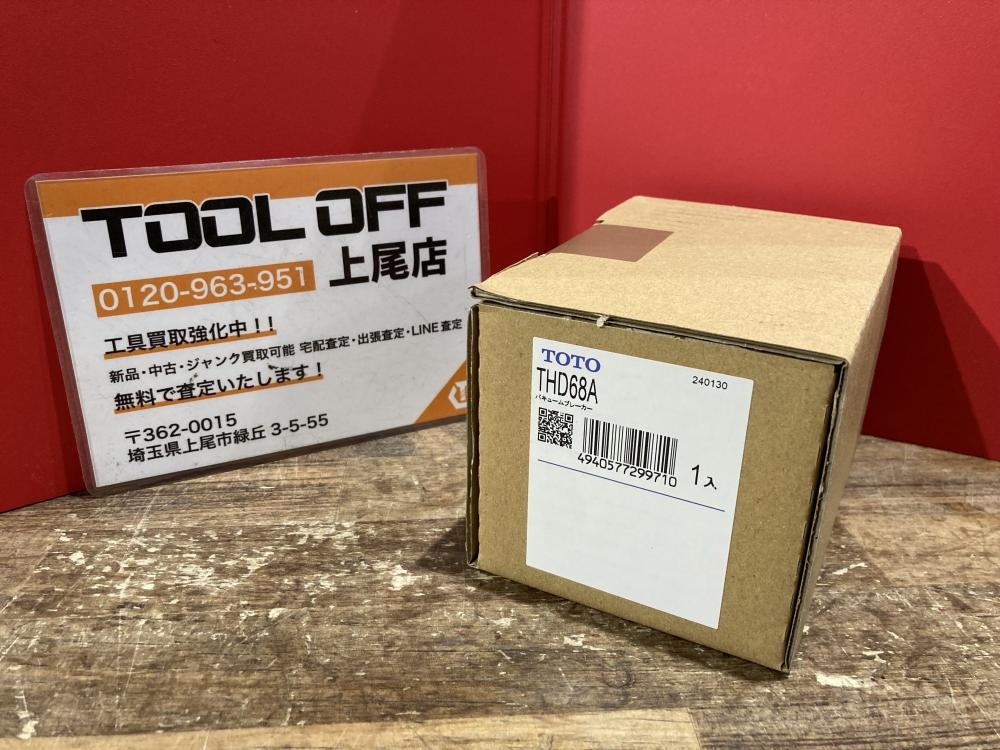 TOOL OFF
0120-963-951 上尾店
工具買取強化中！！
新品・中古・ジャンク買取可能 宅配査定・出張査定・LINE査定
無料で査定いたします！
〒362-0015
埼玉県上尾市緑丘 3-5-55
TOTO
THD68A
240130
バキュームブレーカー
4940577299710
1入